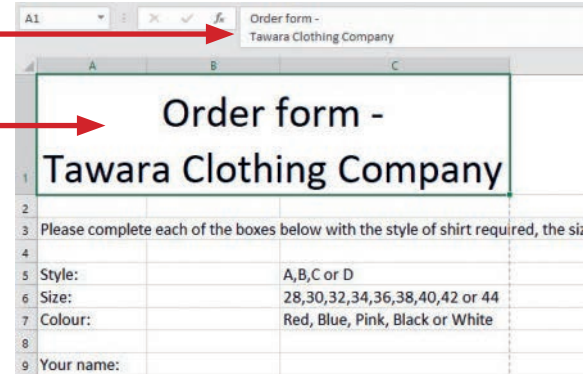 A1 fx Order form -
Tawara Clothing Company
A B C
1 Order form -
Tawara Clothing Company
2
3 Please complete each of the boxes below with the style of shirt required, the
4
5 Style: A,B,C or D
6 Size: 28,30,32,34,36,38,40,42 or 44
7 Colour: Red, Blue, Pink, Black or White
8
9 Your name: